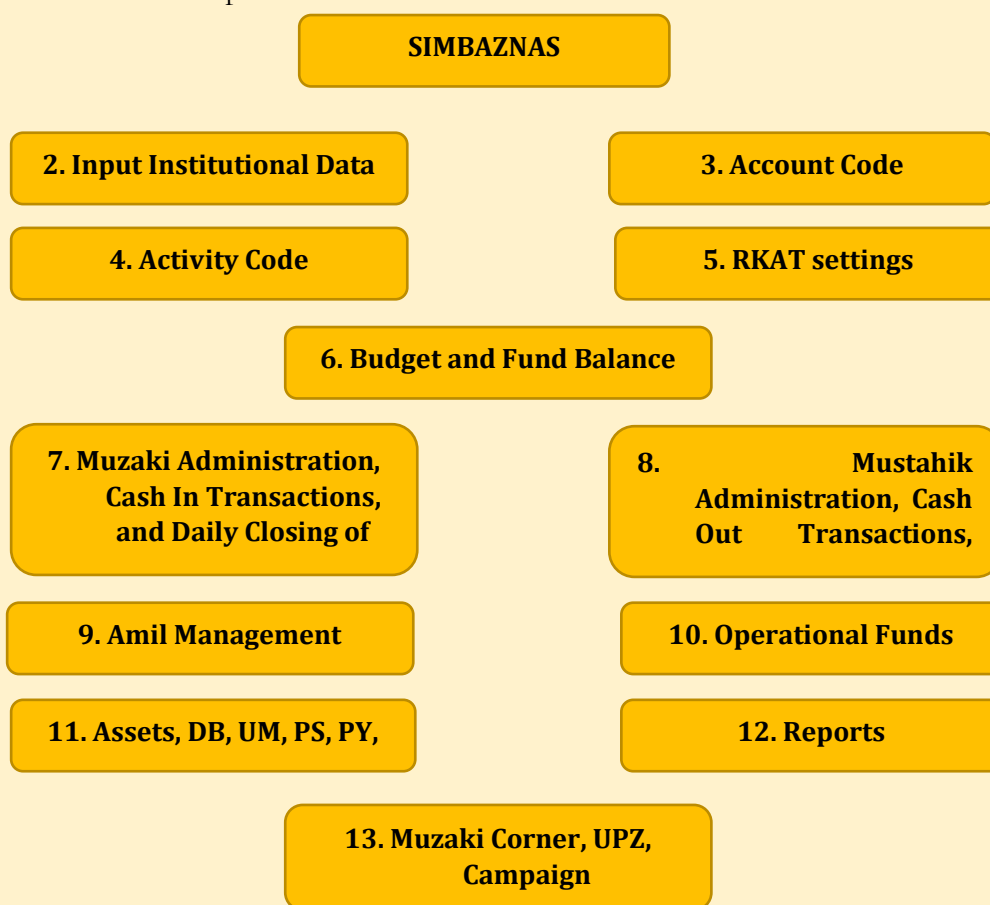 SIMBAZNAS
2. Input Institutional Data
3. Account Code
4. Activity Code
5. RKAT settings
6. Budget and Fund Balance
7. Muzaki Administration,
Cash In Transactions,
and Daily Closing of
8. Mustahik
Administration, Cash
Out Transactions,
9. Amil Management
10. Operational Funds
11. Assets, DB, UM, PS, PY,
12. Reports
13. Muzaki Corner, UPZ,
Campaign